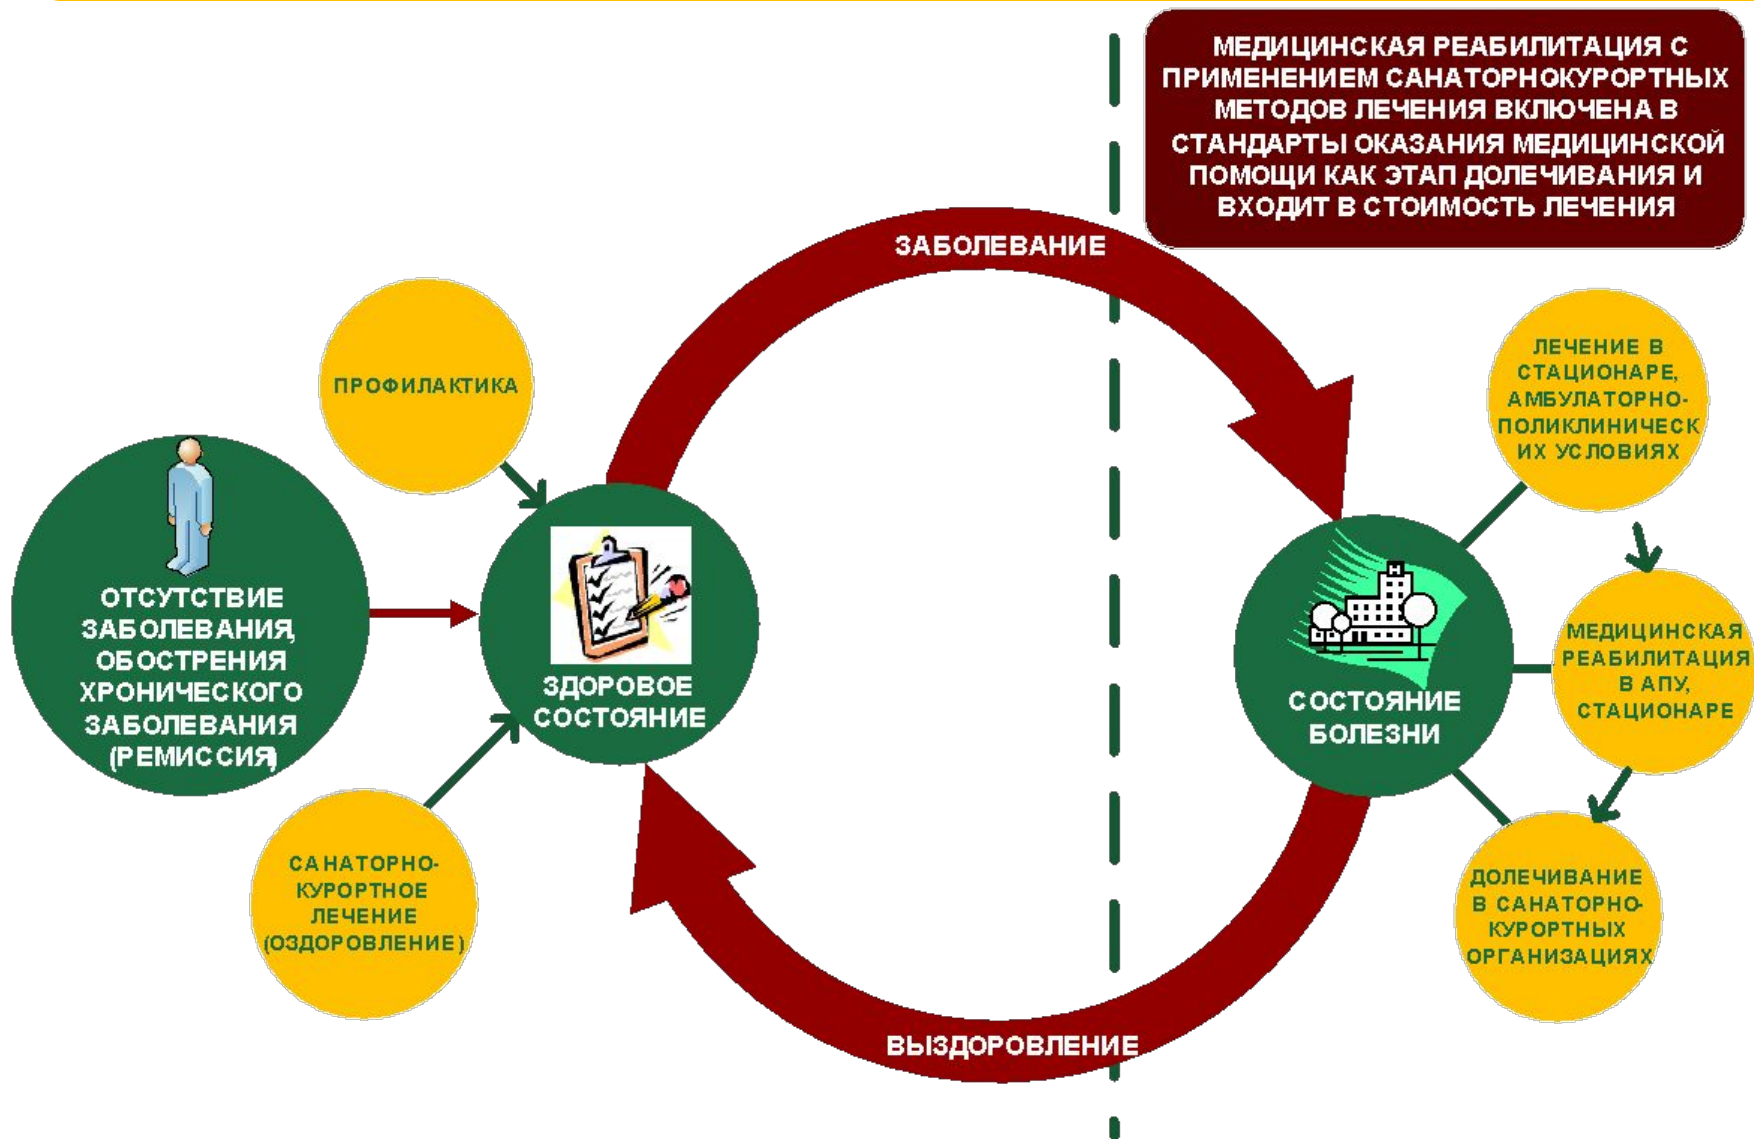 МЕДИЦИНСКАЯ РЕАБИЛИТАЦИЯ С
ПРИМЕНЕНИЕМ САНАТОРНОКУРОРТНЫХ
МЕТОДОВ ЛЕЧЕНИЯ ВКЛЮЧЕНА В
СТАНДАРТЫ ОКАЗАНИЯ МЕДИЦИНСКОЙ
ПОМОЩИ КАК ЭТАП ДОЛЕЧИВАНИЯ И
ВХОДИТ В СТОИМОСТЬ ЛЕЧЕНИЯ
ЗАБОЛЕВАНИЕ
ПРОФИЛАКТИКА
ОТСУТСТВИЕ
ЗАБОЛЕВАНИЯ,
ОБОСТРЕНИЯ
ХРОНИЧЕСКОГО
ЗАБОЛЕВАНИЯ
(РЕМИССИЯ)
ЗДОРОВОЕ
СОСТОЯНИЕ
САНАТОРНО-
КУРОРТНОЕ
ЛЕЧЕНИЕ
(ОЗДОРОВЛЕНИЕ)
ЛЕЧЕНИЕ В
СТАЦИОНАРЕ,
АМБУЛАТОРНО-
ПОЛИКЛИНИЧЕСК
ИХ УСЛОВИЯХ
H
СОСТОЯНИЕ
БОЛЕЗНИ
МЕДИЦИНСКАЯ
РЕАБИЛИТАЦИЯ
В АПУ,
СТАЦИОНАРЕ
ДОЛЕЧИВАНИЕ
В САНАТОРНО-
КУРОРТНЫХ
ОРГАНИЗАЦИЯХ
ВЫЗДОРОВЛЕНИЕ